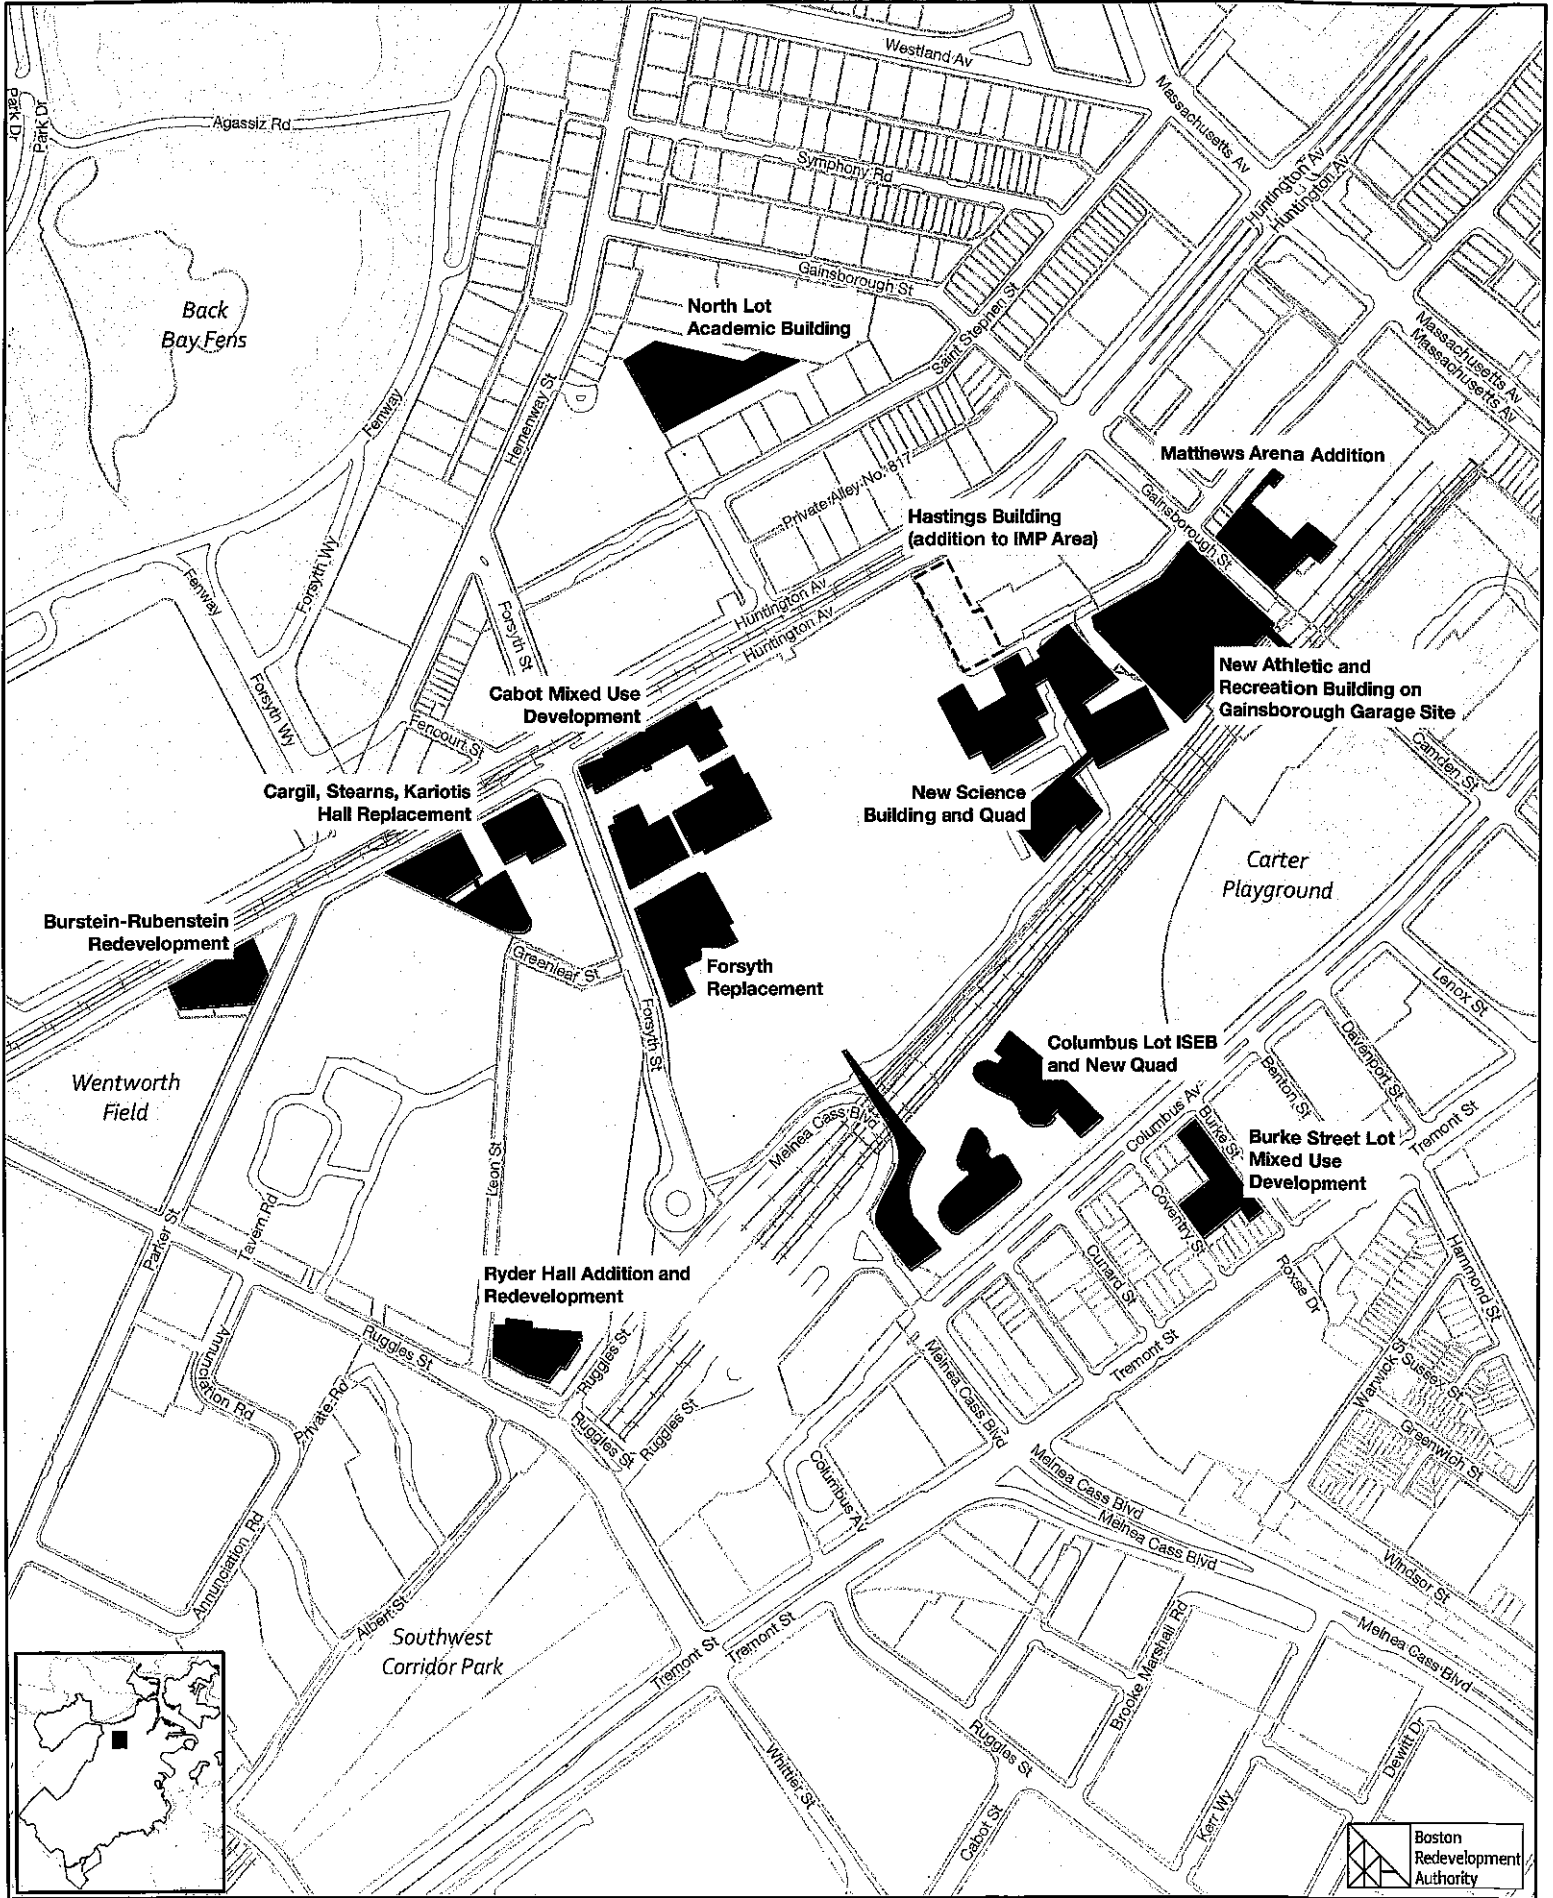 Westland Av
Massachusetts Av
Park Dr
Park Dr
Agassiz Rd
Huntington Av
Huntington Av
Symphony Rd
Gainsborough St
Back
Bay Fens
North Lot
Academic Building
Saint Stephen St
Massachusetts Av
Massachusetts Av
Fenway
Hemenway St
Matthews Arena Addition
Private Alley No. 817
Gainsborough St
Hastings Building
(addition to IMP Area)
Fenway
Forsyth Wy
Forsyth St
Huntington Av
Huntington Av
Forsyth Wy
New Athletic and
Recreation Building on
Gainsborough Garage Site
Cabot Mixed Use
Development
Fencourt St
Camden St
Cargil, Stearns, Kariotis
Hall Replacement
New Science
Building and Quad
Carter
Playground
Burstein-Rubenstein
Redevelopment
Greenleaf St
Forsyth
Replacement
Lenox St
Forsyth St
Columbus Lot ISEB
and New Quad
Davenport St
Benton St
Wentworth
Field
Melnea Cass Blvd
Columbus Av
Burke St
Tremont St
Burke Street Lot
Mixed Use
Development
Leon St
Coventry St
Parker St
Tavern Rd
Cunard St
Roxse Dr
Hammond St
Ryder Hall Addition and
Redevelopment
Ruggles St
Ruggles St
Annunciation Rd
Private Rd
Ruggles St
Ruggles St
Melnea Cass Blvd
Tremont St
Warwick St
Sussex St
Greenwich St
Columbus Av
Melnea Cass Blvd
Melnea Cass Blvd
Windsor St
Annunciation Rd
Albert St
Southwest
Corridor Park
Tremont St
Tremont St
Brooke Marshall Rd
Melnea Cass Blvd
Ruggles St
Dewitt Dr
Whittier St
Cabot St
Kerr Wy
Boston
Redevelopment
Authority